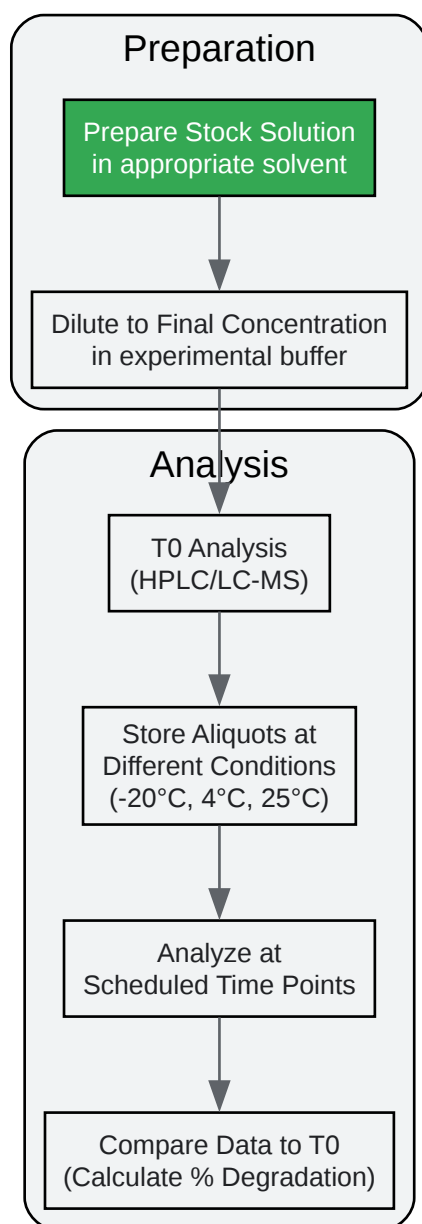 Preparation
Prepare Stock Solution
in appropriate solvent
Dilute to Final Concentration
in experimental buffer
Analysis
T0 Analysis
(HPLC/LC-MS)
Store Aliquots at
Different Conditions
(-20°C, 4°C, 25°C)
Analyze at
Scheduled Time Points
Compare Data to T0
(Calculate % Degradation)